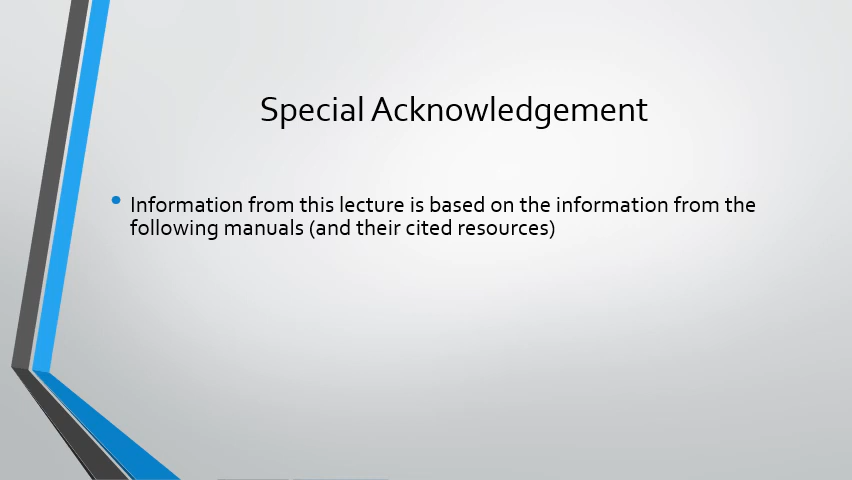 Special Acknowledgement
Information from this lecture is based on the information from the
following manuals (and their cited resources)